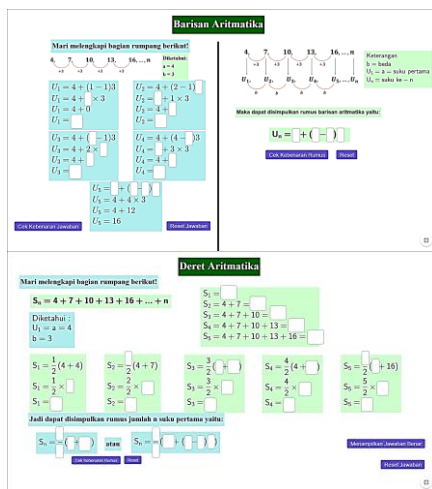 Barisan Aritmatika
Mari melengkapi bagian rumpang berikut!
4, 7, 10, 13, 16, ..., n
+3 +3 +3 +3
Diketahui:
a = 4
b = 3
U₁ = 4 + (1 − 1)3
U₁ = 4 + □ × 3
U₁ = 4 + 0
U₁ = □
U₂ = 4 + (2 − 1)□
U₂ = □ + 1 × 3
U₂ = 4 + □
U₂ = □
U₃ = 4 + (□ − 1)3
U₃ = 4 + 2 × □
U₃ = 4 + □
U₃ = □
U₄ = 4 + (4 − □)3
U₄ = □ + 3 × 3
U₄ = 4 + □
U₄ = □
U₅ = □ + (□ − □)□
U₅ = 4 + 4 × 3
U₅ = 4 + 12
U₅ = 16
Cek Kebenaran Jawaban
Reset Jawaban
4, 7, 10, 13, 16, ..., n
+3 +3 +3 +3
U₁, U₂, U₃, U₄, U₅, ... Uₙ
b b b b
Keterangan
b = beda
U₁ = a = suku pertama
Uₙ = suku ke − n
Maka dapat disimpulkan rumus barisan aritmatika yaitu:
Uₙ = □ + (□ − □)□
Cek Kebenaran Rumus
Reset
Deret Aritmatika
Mari melengkapi bagian rumpang berikut!
Sₙ = 4 + 7 + 10 + 13 + 16 + ... + n
Diketahui :
U₁ = a = 4
b = 3
S₁ = □
S₂ = 4 + 7 = □
S₃ = 4 + 7 + 10 = □
S₄ = 4 + 7 + 10 + 13 = □
S₅ = 4 + 7 + 10 + 13 + 16 = □
S₁ = 1/2 (4 + 4)
S₁ = 1/2 × □
S₁ = □
S₂ = □/2 (4 + 7)
S₂ = 2/2 × □
S₂ = □
S₃ = 3/2 (□ + □)
S₃ = 3/2 × □
S₃ = □
S₄ = 4/2 (4 + □)
S₄ = 4/2 × □
S₄ = □
S₅ = □/2 (□ + 16)
S₅ = 5/2 × □
S₅ = □
Jadi dapat disimpulkan rumus jumlah n suku pertama yaitu:
Sₙ = □/□ (□ + □)
atau
Sₙ = □/□ (□ + (□ − □)□)
Cek Kebenaran Rumus
Reset
Menampilkan Jawaban Benar
Reset Jawaban